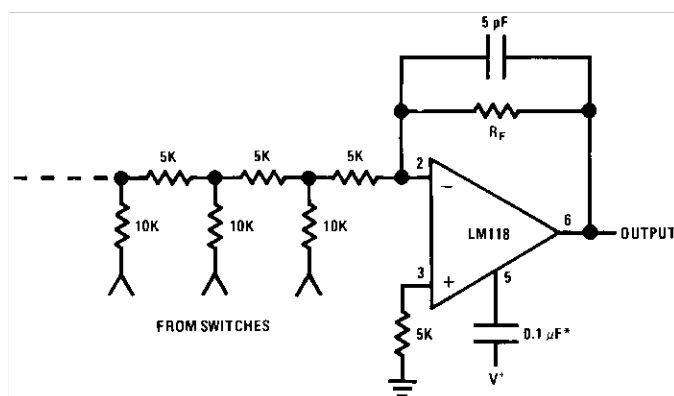 5 pF
R_F
5K 5K 5K
2
−
10K 10K 10K
LM118
6
OUTPUT
3
+
5
FROM SWITCHES
5K
0.1 μF*
V⁺